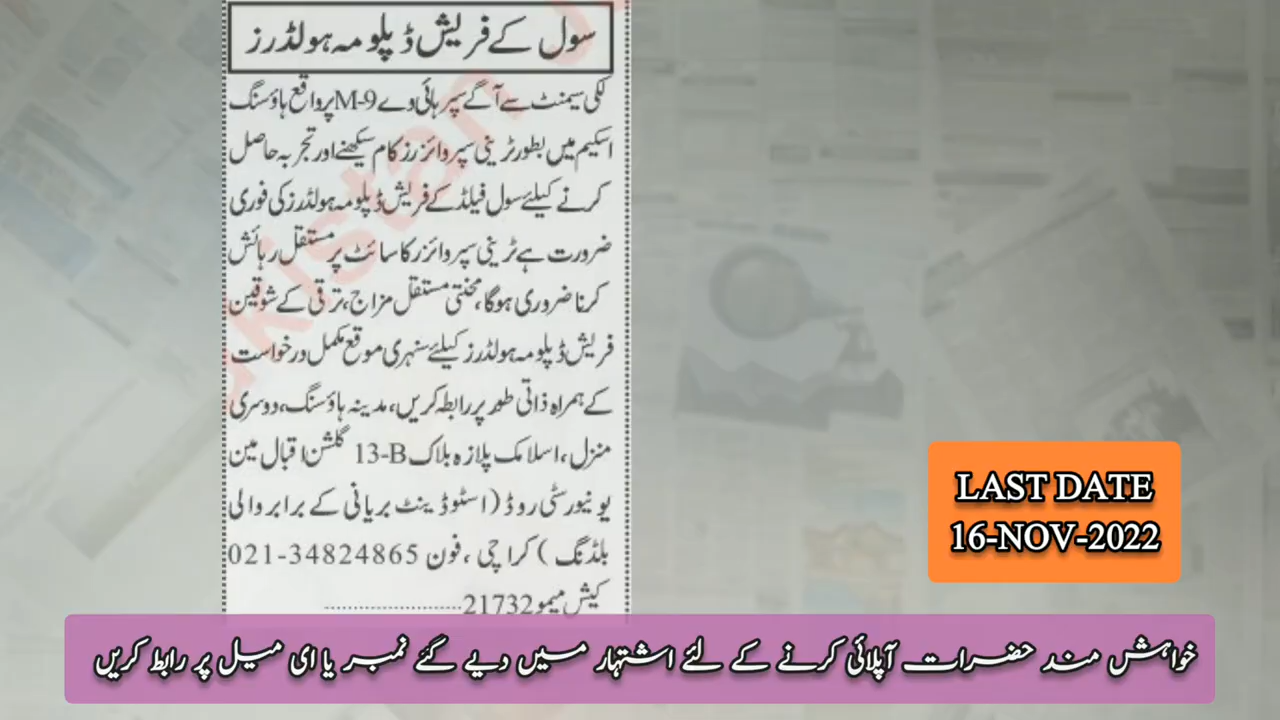 سول کے فریش ڈپلومہ ہولڈرز
لکی سیمنٹ سے آگے سپر ہائی وے M-9 پر واقع ہاؤسنگ
اسکیم میں بطور ٹرینی سپروائزرز کام سیکھنے اور تجربہ حاصل
کرنے کیلئے سول فیلڈ کے فریش ڈپلومہ ہولڈرز کی فوری
ضرورت ہے ٹرینی سپروائزر کا سائٹ پر مستقل رہائش
کرنا ضروری ہوگا، محنتی مستقل مزاج، ترقی کے شوقین
فریش ڈپلومہ ہولڈرز کیلئے سنہری موقع مکمل درخواست
کے ہمراہ ذاتی طور پر رابطہ کریں، مدینہ ہاؤسنگ، دوسری
منزل، اسلامک پلازہ بلاک 13-B گلشن اقبال مین
یونیورسٹی روڈ (اسٹوڈینٹ بریانی کے برابر والی
بلڈنگ) کراچی، فون 021-34824865
کیش میمو 21732......................
LAST DATE
16-NOV-2022
خواہش مند حضرات آپلائی کرنے کے لئے اشتہار میں دیے گئے نمبر یا ای میل پر رابط کریں